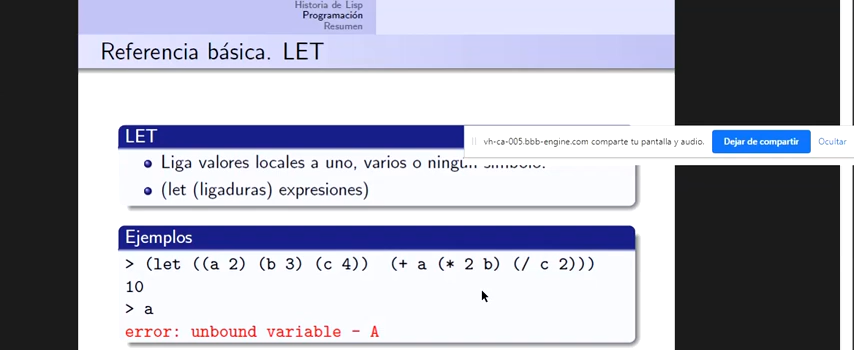 Historia de Lisp
Programación
Resumen
Referencia básica. LET
LET
vh-ca-005.bbb-engine.com comparte tu pantalla y audio.
Dejar de compartir
Ocultar
Liga valores locales a uno, varios o ningún símbolo.
(let (ligaduras) expresiones)
Ejemplos
> (let ((a 2) (b 3) (c 4)) (+ a (* 2 b) (/ c 2)))
10
> a
error: unbound variable - A